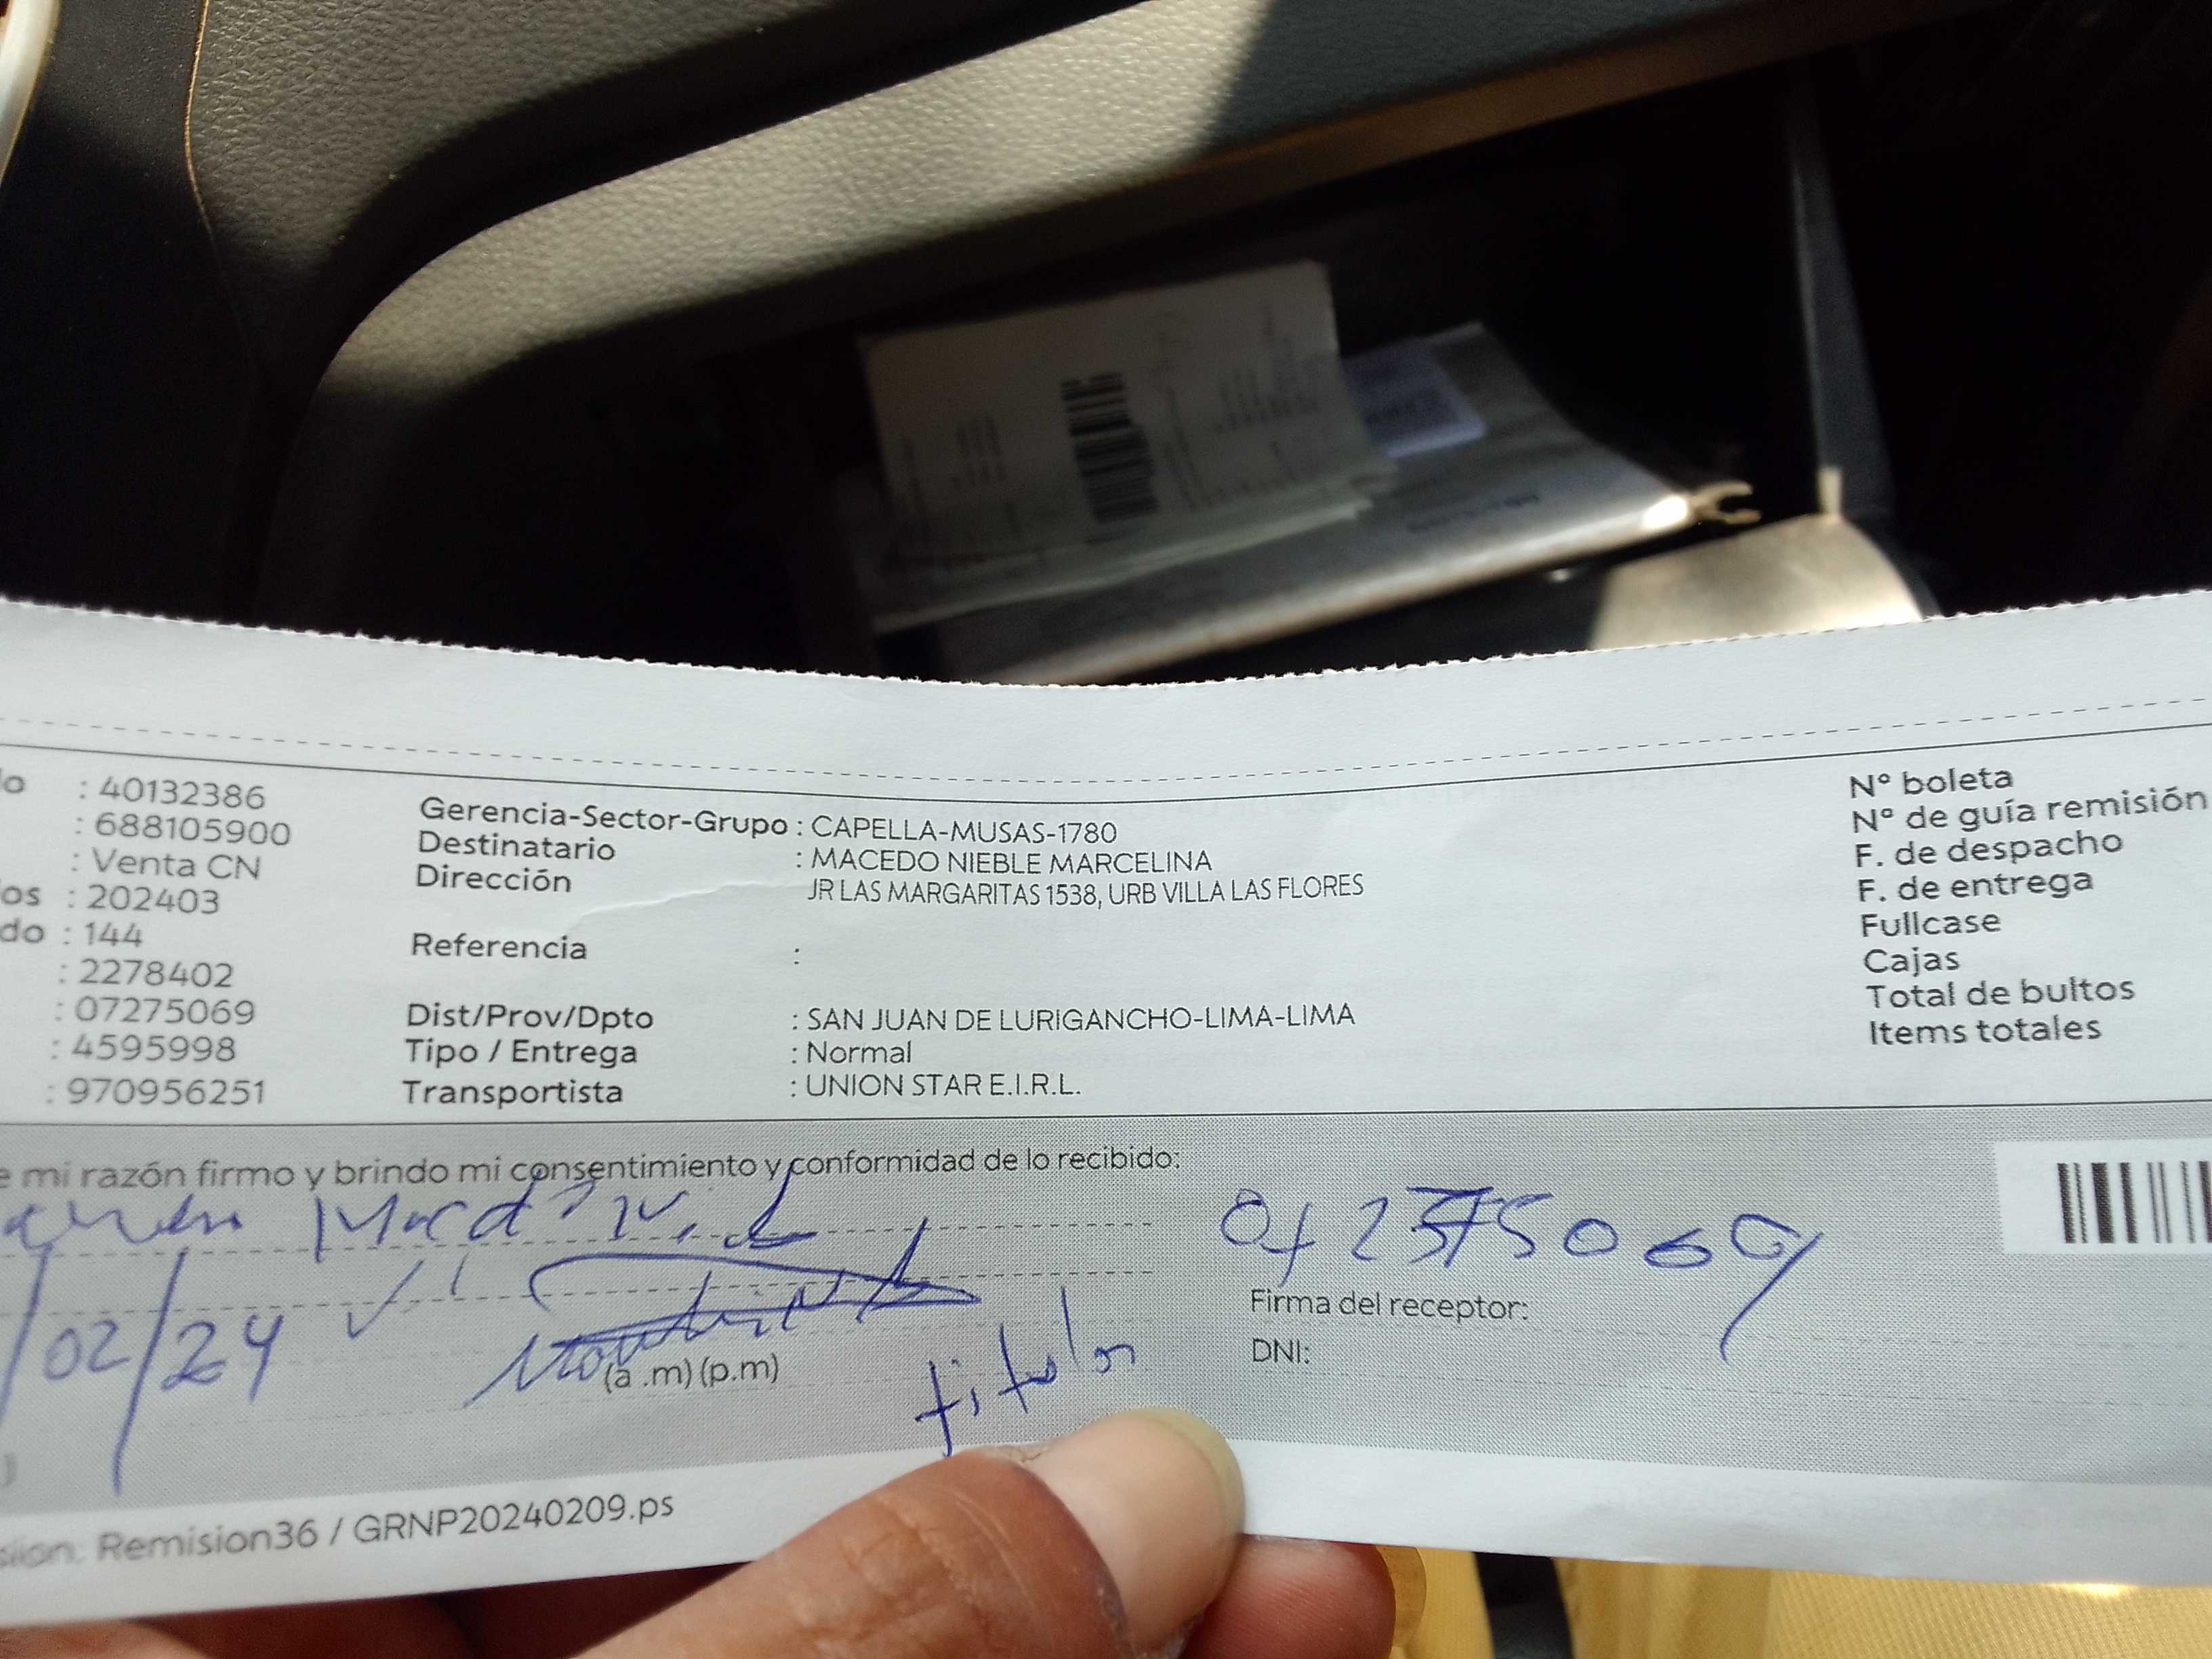 do : 40132386
: 688105900
: Venta CN
os : 202403
do : 144
: 2278402
: 07275069
: 4595998
: 970956251
Gerencia-Sector-Grupo : CAPELLA-MUSAS-1780
Destinatario : MACEDO NIEBLE MARCELINA
Dirección JR LAS MARGARITAS 1538, URB VILLA LAS FLORES
Referencia :
Dist/Prov/Dpto : SAN JUAN DE LURIGANCHO-LIMA-LIMA
Tipo / Entrega : Normal
Transportista : UNION STAR E.I.R.L.
N° boleta
N° de guía remisión
F. de despacho
F. de entrega
Fullcase
Cajas
Total de bultos
Items totales
e mi razón firmo y brindo mi consentimiento y conformidad de lo recibido:
/02/24
(a .m) (p.m)
Firma del receptor:
DNI:
Remision36 / GRNP20240209.ps